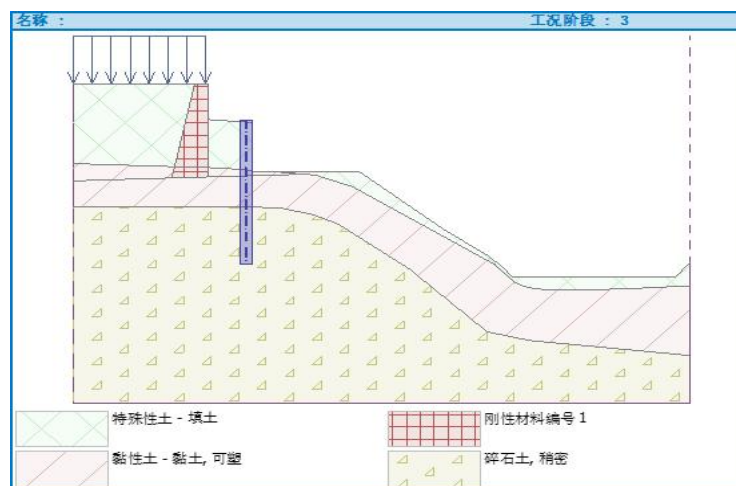 名称 :
工况阶段 : 3
特殊性土 - 填土
刚性材料编号 1
黏性土 - 黏土, 可塑
碎石土, 稍密